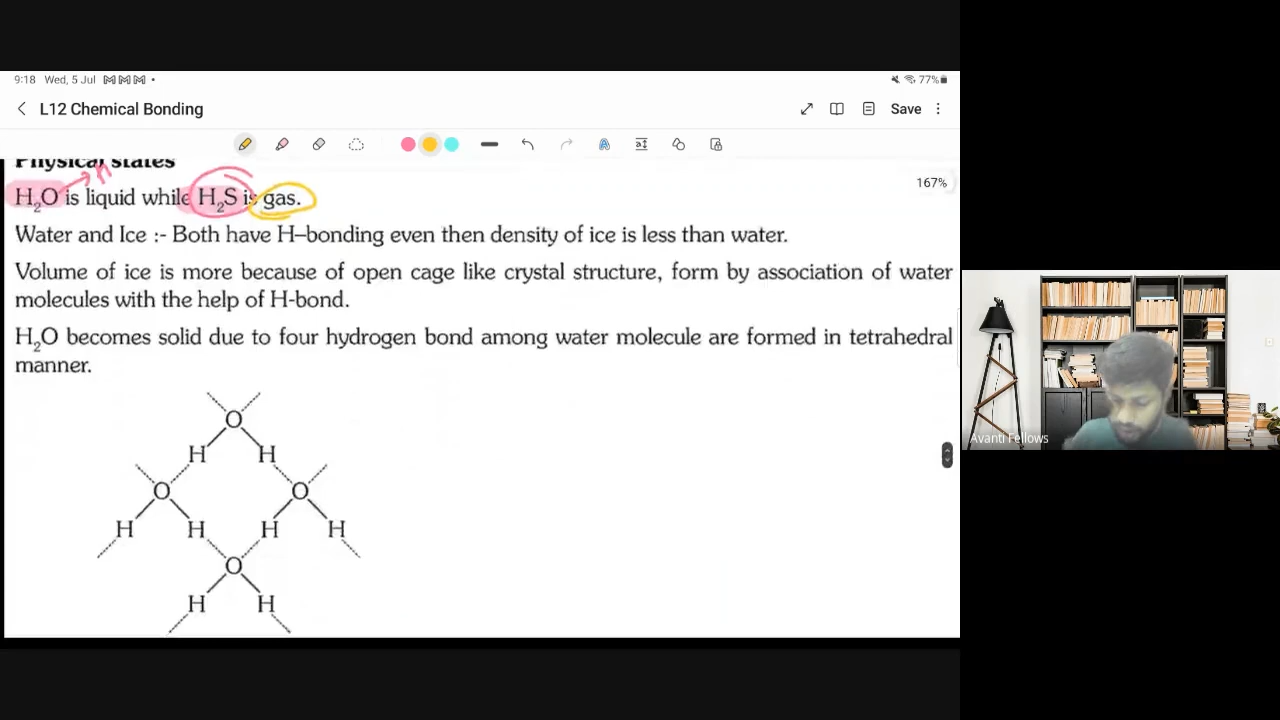 9:18 Wed, 5 Jul
77%
L12 Chemical Bonding
Save
Physical states
167%
H₂O is liquid while H₂S is gas.
Water and Ice :- Both have H–bonding even then density of ice is less than water.
Volume of ice is more because of open cage like crystal structure, form by association of water
molecules with the help of H-bond.
H₂O becomes solid due to four hydrogen bond among water molecule are formed in tetrahedral
manner.
O
H H
O O
H H H H
O
H H
Avanti Fellows